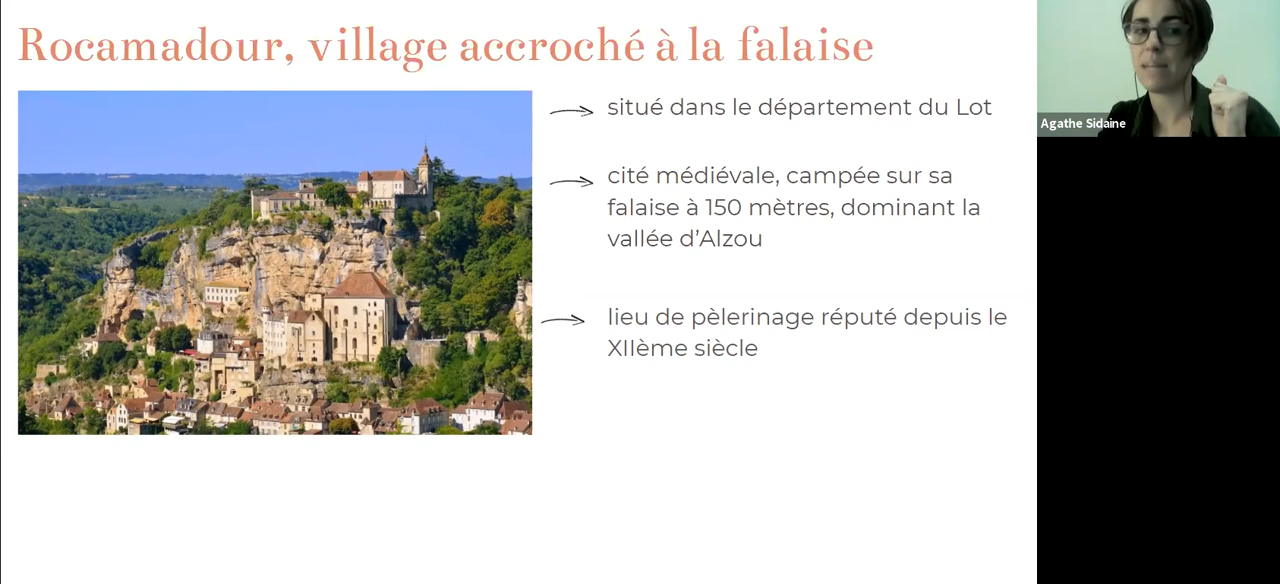 Rocamadour, village accroché à la falaise
situé dans le département du Lot
cité médiévale, campée sur sa
falaise à 150 mètres, dominant la
vallée d’Alzou
lieu de pèlerinage réputé depuis le
XIIème siècle
Agathe Sidaine